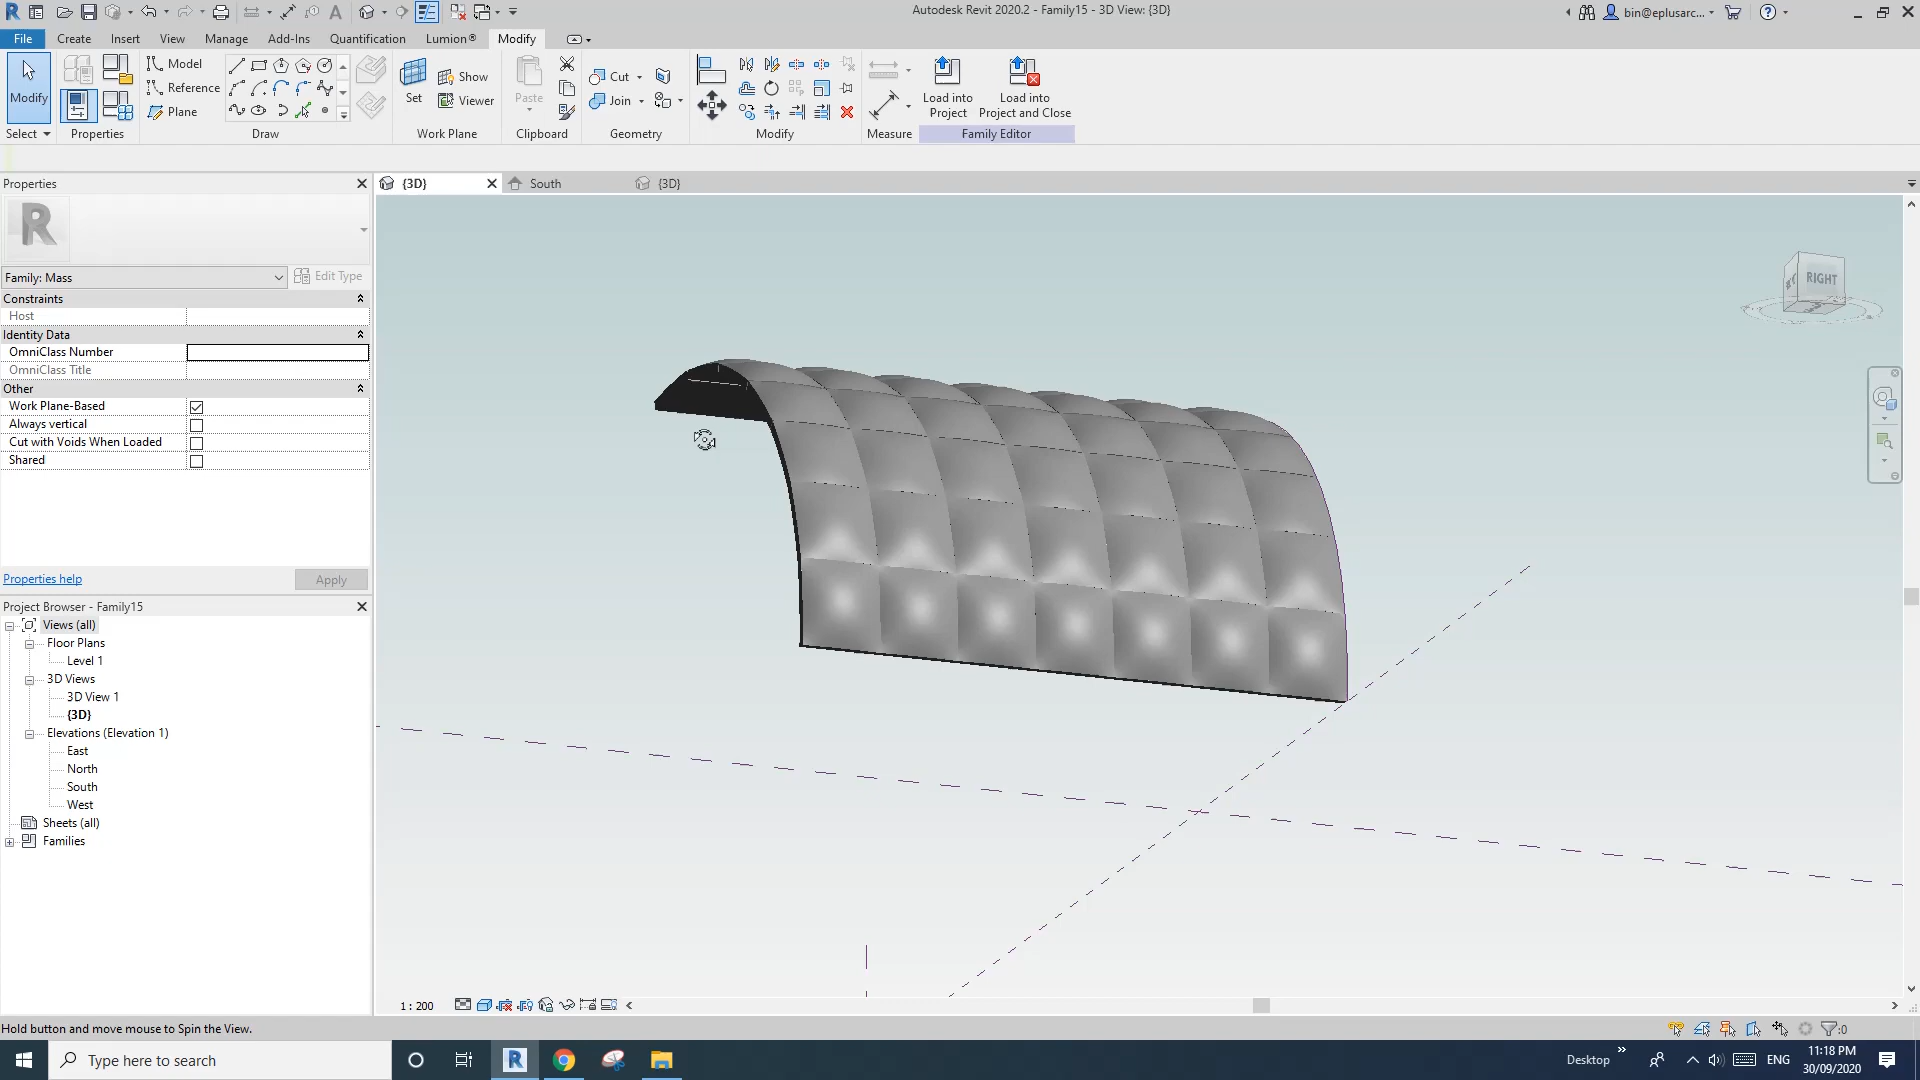 Autodesk Revit 2020.2 - Family15 - 3D View: {3D}
bin@eplusarc...
File Create Insert View Manage Add-Ins Quantification Lumion® Modify
Modify
Select
Properties
Model
Reference
Plane
Draw
Set
Show
Viewer
Work Plane
Paste
Clipboard
Cut
Join
Geometry
Modify
Measure
Load into
Project
Load into
Project and Close
Family Editor
Properties
{3D}
South
{3D}
Family: Mass
Edit Type
Constraints
Host
Identity Data
OmniClass Number
OmniClass Title
Other
Work Plane-Based
Always vertical
Cut with Voids When Loaded
Shared
Properties help
Apply
Project Browser - Family15
Views (all)
Floor Plans
Level 1
3D Views
3D View 1
{3D}
Elevations (Elevation 1)
East
North
South
West
Sheets (all)
Families
RIGHT
1 : 200
Hold button and move mouse to Spin the View.
:0
Type here to search
Desktop
ENG
11:18 PM
30/09/2020